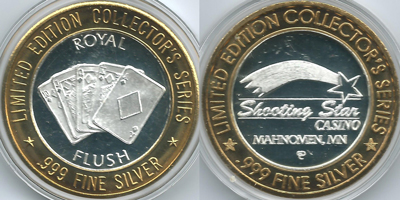 LIMITED EDITION COLLECTOR'S SERIES
ROYAL
FLUSH
.999 FINE SILVER
LIMITED EDITION COLLECTOR'S SERIES
Shooting Star
CASINO
MAHNOMEN, MN
.999 FINE SILVER